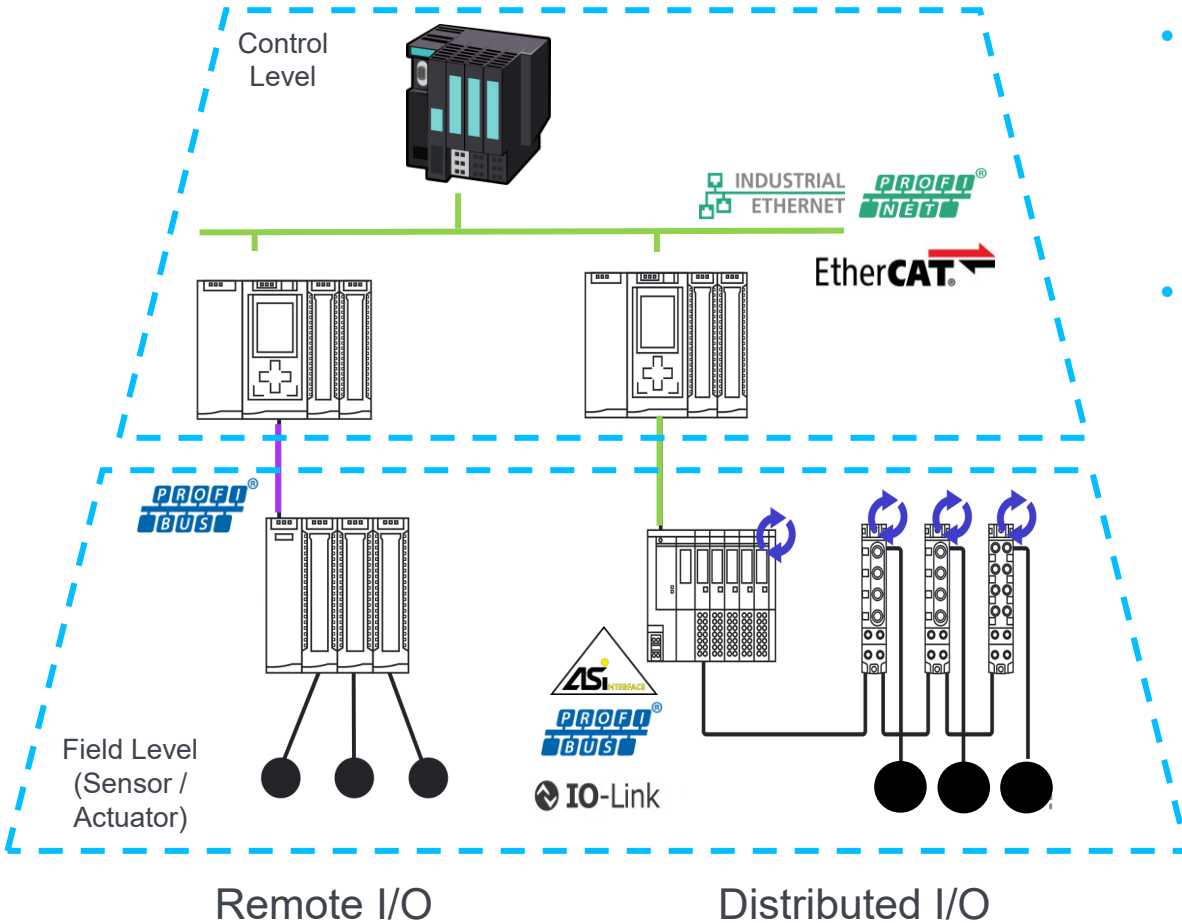 Control
Level
INDUSTRIAL
ETHERNET
PROFI®
NET
EtherCAT®
PROFI®
BUS
ASi
INTERFACE
PROFI®
BUS
IO-Link
Field Level
(Sensor /
Actuator)
Remote I/O
Distributed I/O